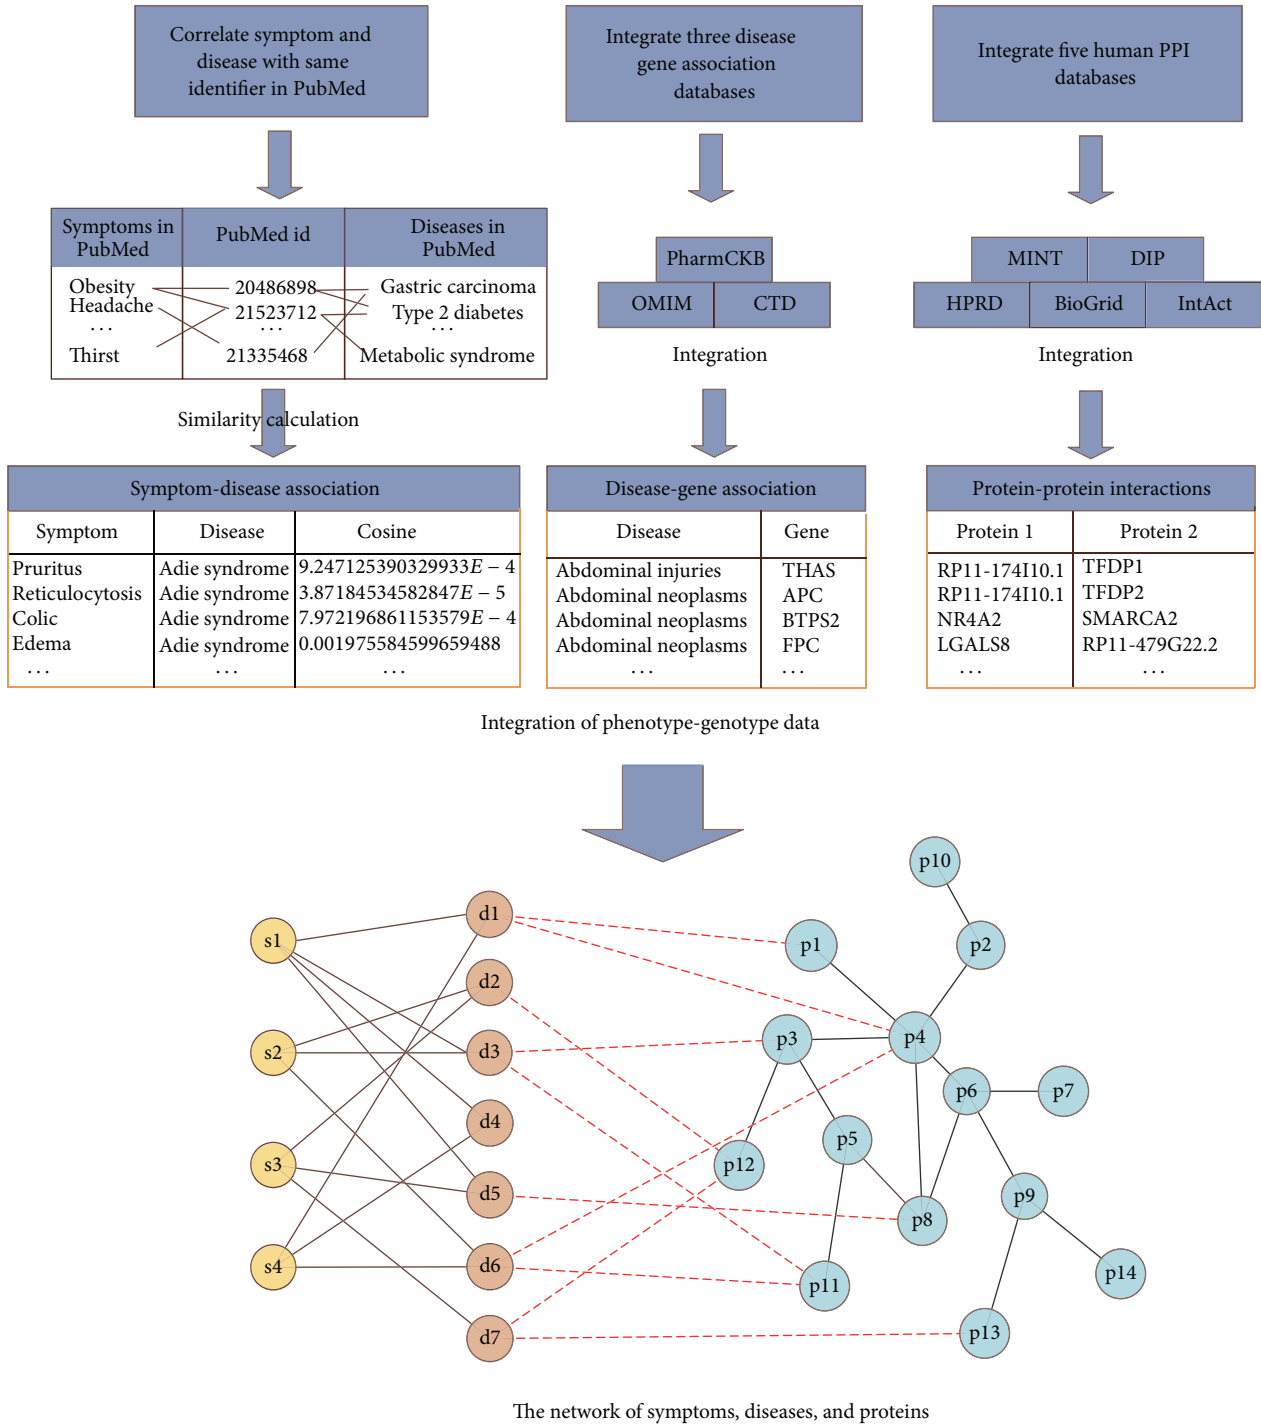 Correlate symptom and
disease with same
identifier in PubMed
Integrate three disease
gene association
databases
Integrate five human PPI
databases
Symptoms in
PubMed
PubMed id
Diseases in
PubMed
Obesity
Headache
...
Thirst
20486898
21523712
...
21335468
Gastric carcinoma
Type 2 diabetes
...
Metabolic syndrome
PharmCKB
OMIM CTD
Integration
MINT DIP
HPRD BioGrid IntAct
Integration
Similarity calculation
Symptom-disease association
Symptom Disease Cosine
Pruritus Adie syndrome 9.247125390329933E − 4
Reticulocytosis Adie syndrome 3.87184534582847E − 5
Colic Adie syndrome 7.972196861153579E − 4
Edema Adie syndrome 0.001975584599659488
... ... ...
Disease-gene association
Disease Gene
Abdominal injuries THAS
Abdominal neoplasms APC
Abdominal neoplasms BTPS2
Abdominal neoplasms FPC
... ...
Protein-protein interactions
Protein 1 Protein 2
RP11-174I10.1 TFDP1
RP11-174I10.1 TFDP2
NR4A2 SMARCA2
LGALS8 RP11-479G22.2
... ...
Integration of phenotype-genotype data
s1
s2
s3
s4
d1
d2
d3
d4
d5
d6
d7
p10
p1
p2
p3
p4
p6
p7
p5
p12
p9
p8
p14
p11
p13
The network of symptoms, diseases, and proteins